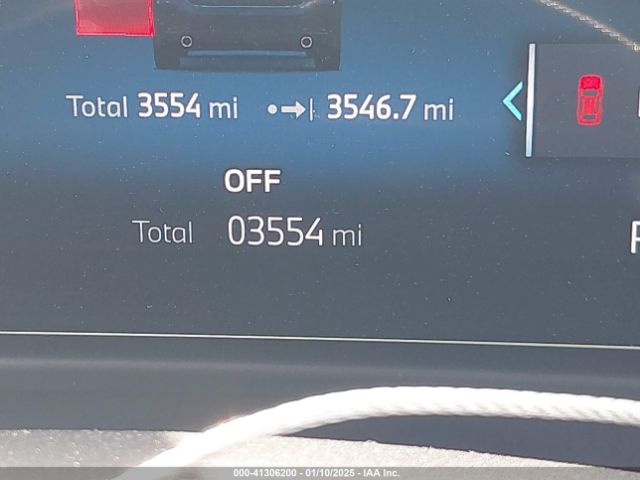 Total 3554 mi 3546.7 mi
OFF
Total 03554 mi
000-41306200 - 01/10/2025 - IAA Inc.